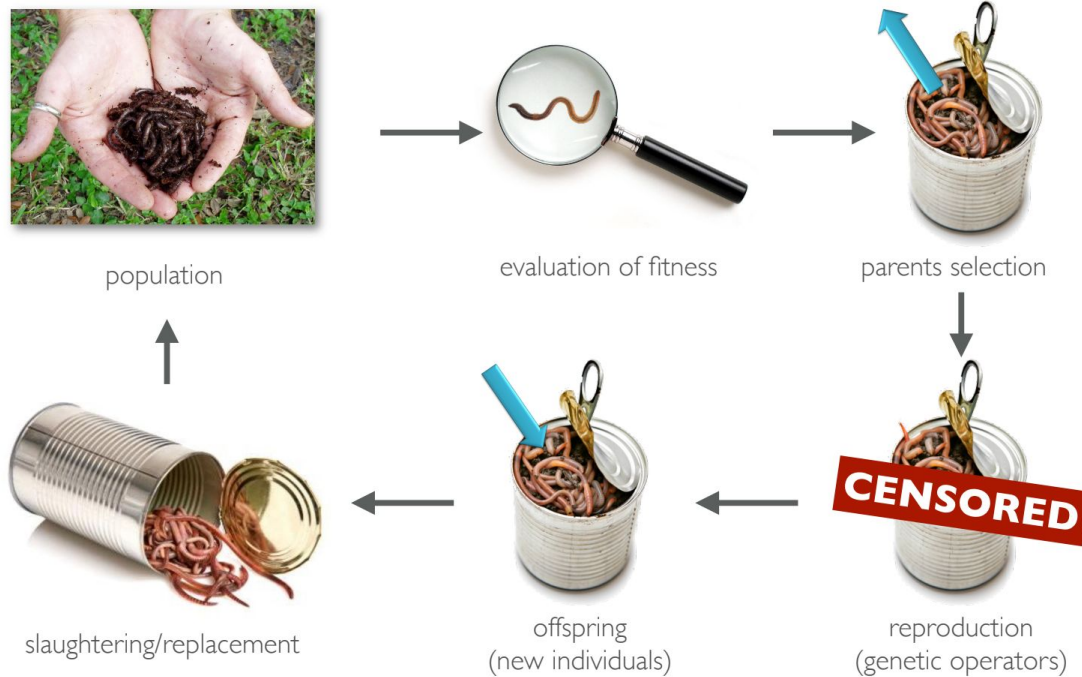 population
evaluation of fitness
parents selection
CENSORED
reproduction
(genetic operators)
offspring
(new individuals)
slaughtering/replacement